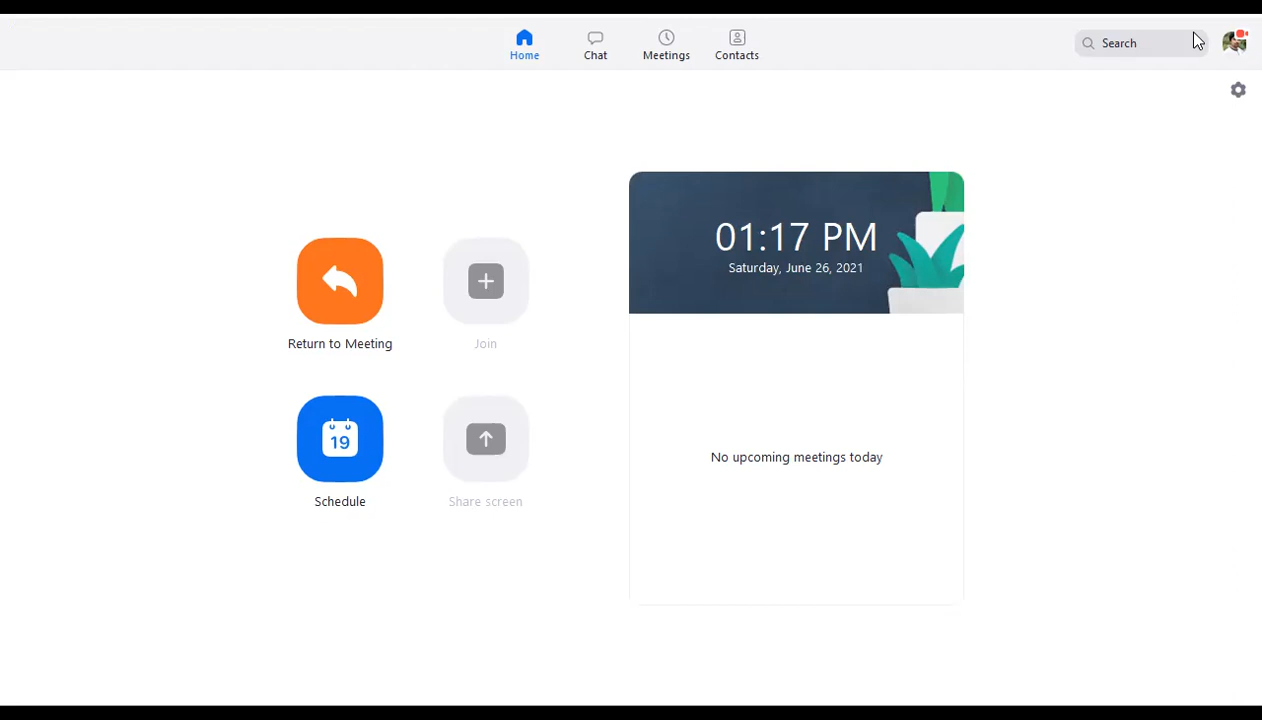 Home
Chat
Meetings
Contacts
Search
01:17 PM
Saturday, June 26, 2021
Return to Meeting
Join
19
Schedule
Share screen
No upcoming meetings today